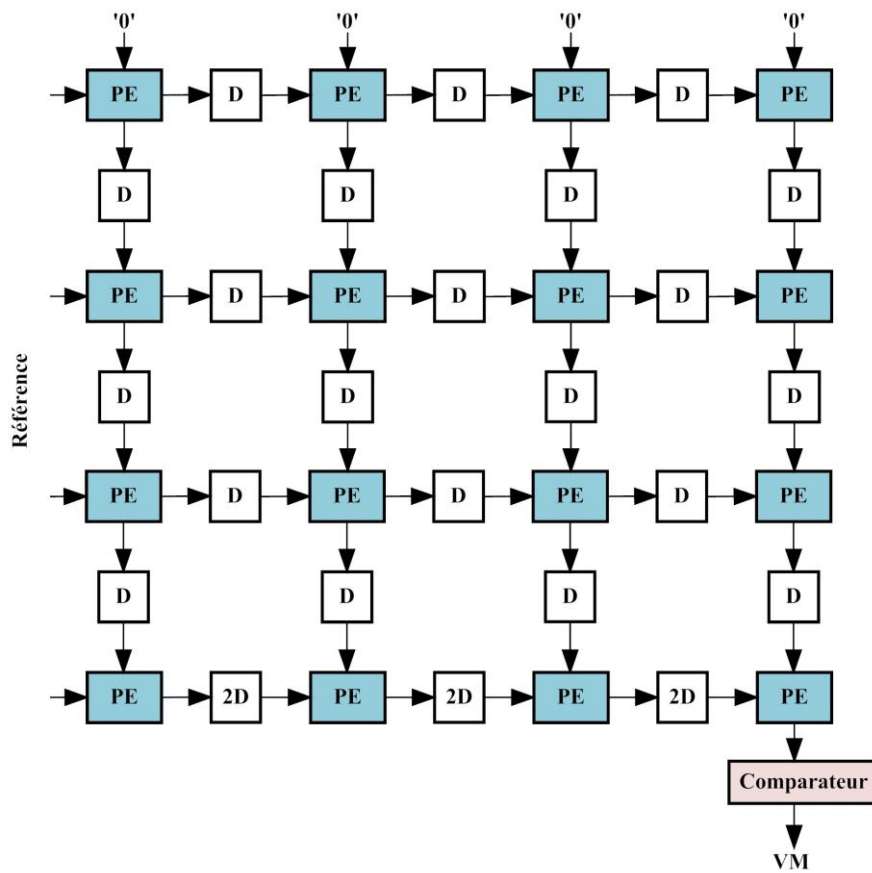 '0' '0' '0' '0'
PE D PE D PE D PE
D D D D
PE D PE D PE D PE
Référence
D D D D
PE D PE D PE D PE
D D D D
PE 2D PE 2D PE 2D PE
Comparateur
VM